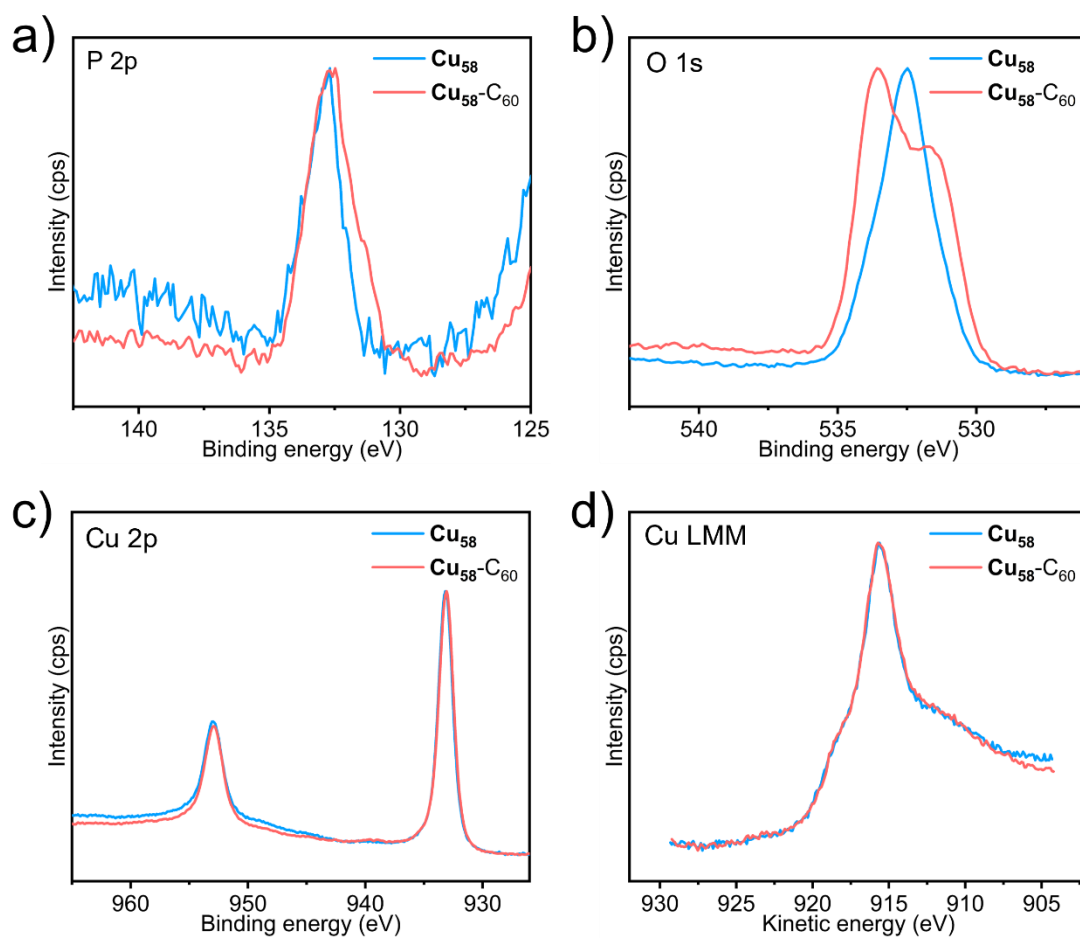 a)
P 2p
Cu₅₈
Cu₅₈-C₆₀
Intensity (cps)
140 135 130 125
Binding energy (eV)
b)
O 1s
Cu₅₈
Cu₅₈-C₆₀
Intensity (cps)
540 535 530
Binding energy (eV)
c)
Cu 2p
Cu₅₈
Cu₅₈-C₆₀
Intensity (cps)
960 950 940 930
Binding energy (eV)
d)
Cu LMM
Cu₅₈
Cu₅₈-C₆₀
Intensity (cps)
930 925 920 915 910 905
Kinetic energy (eV)